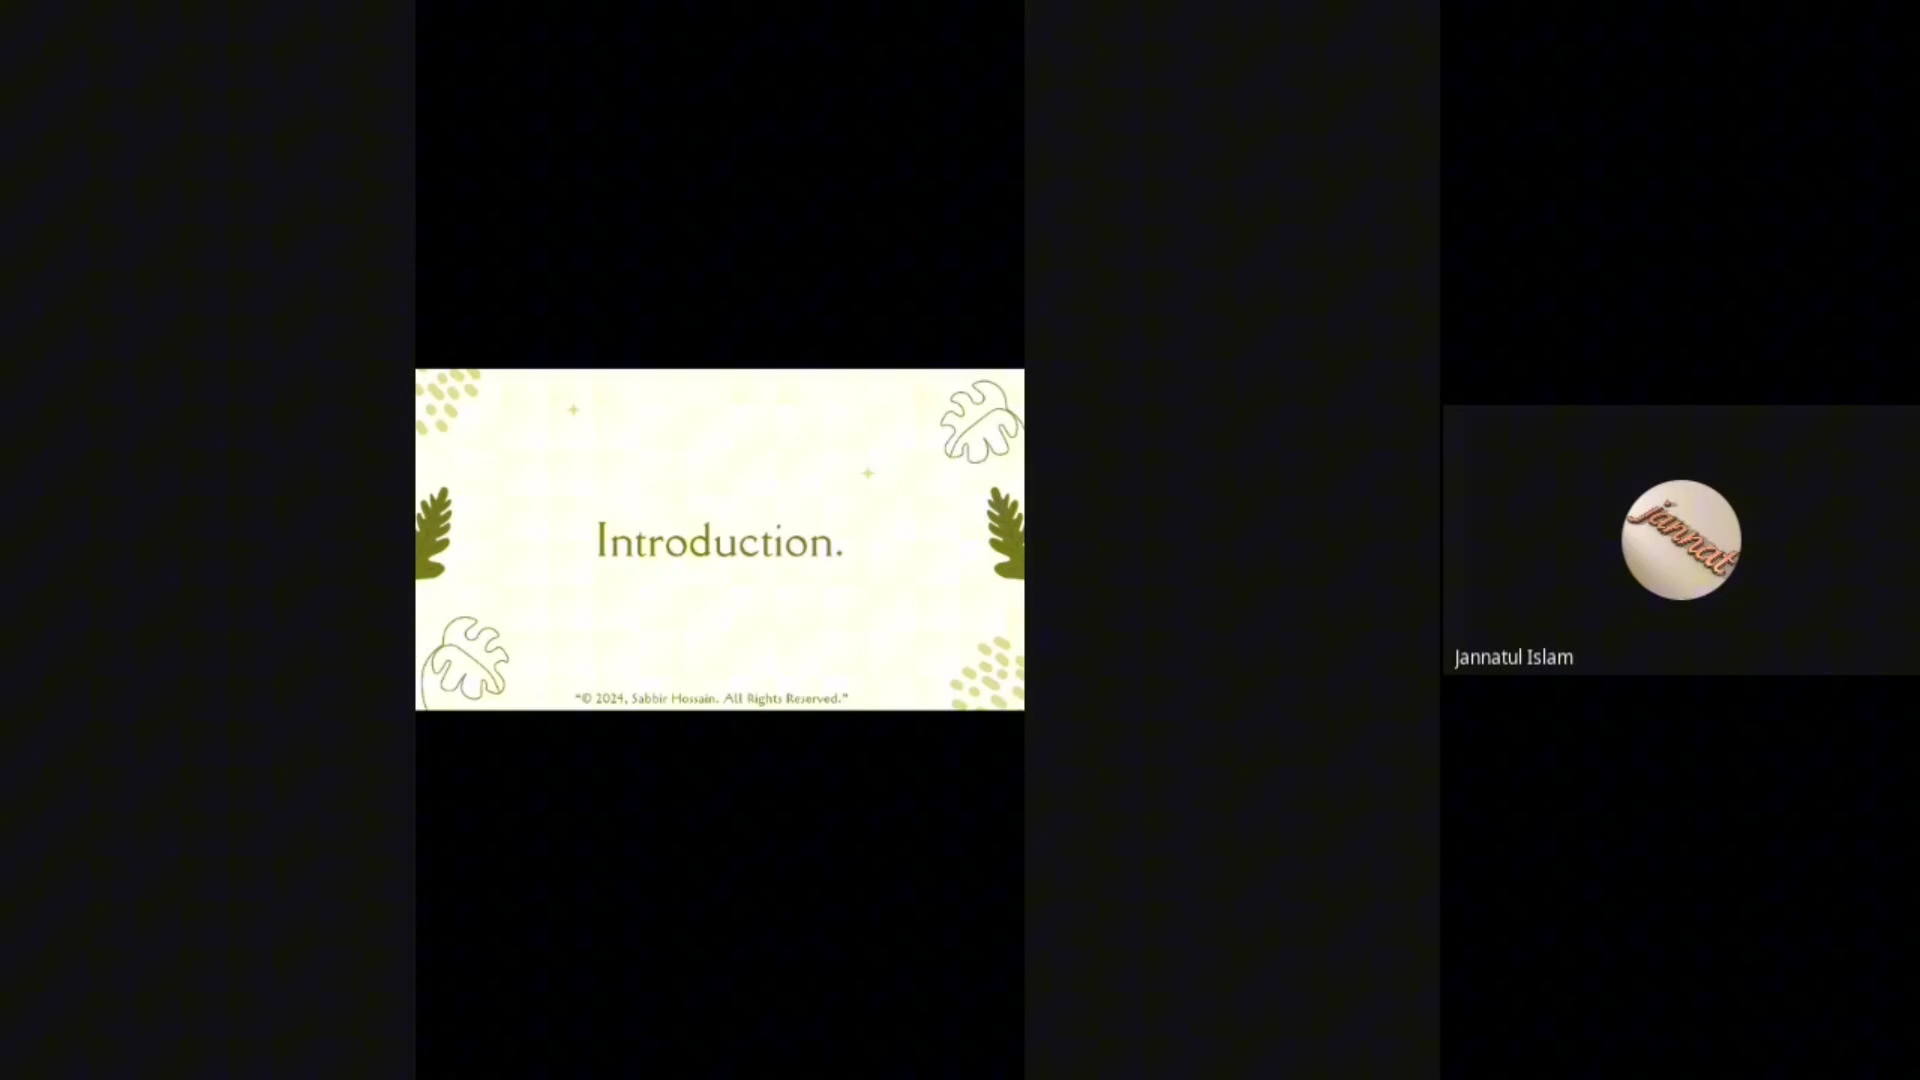 Introduction.
"© 2024, Sabbir Hossain. All Rights Reserved."
jannat
Jannatul Islam